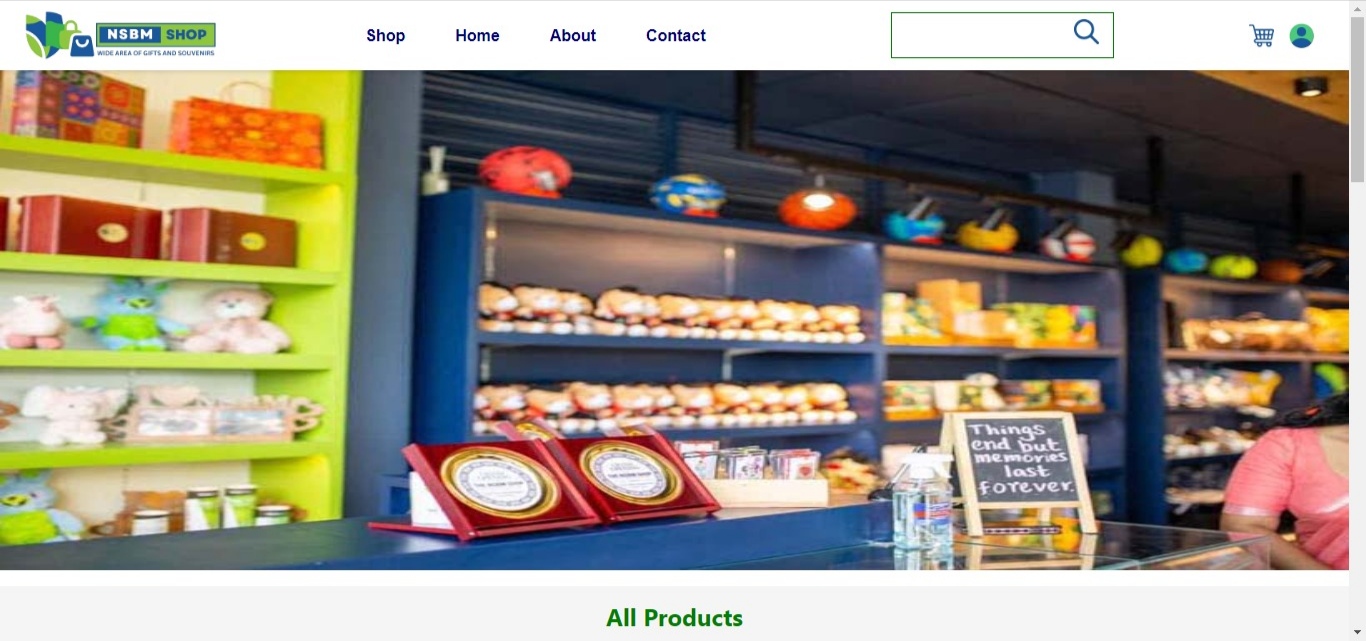 NSBM SHOP
WIDE AREA OF GIFTS AND SOUVENIRS
Shop Home About Contact
Things
end but
memories
last
forever.
All Products